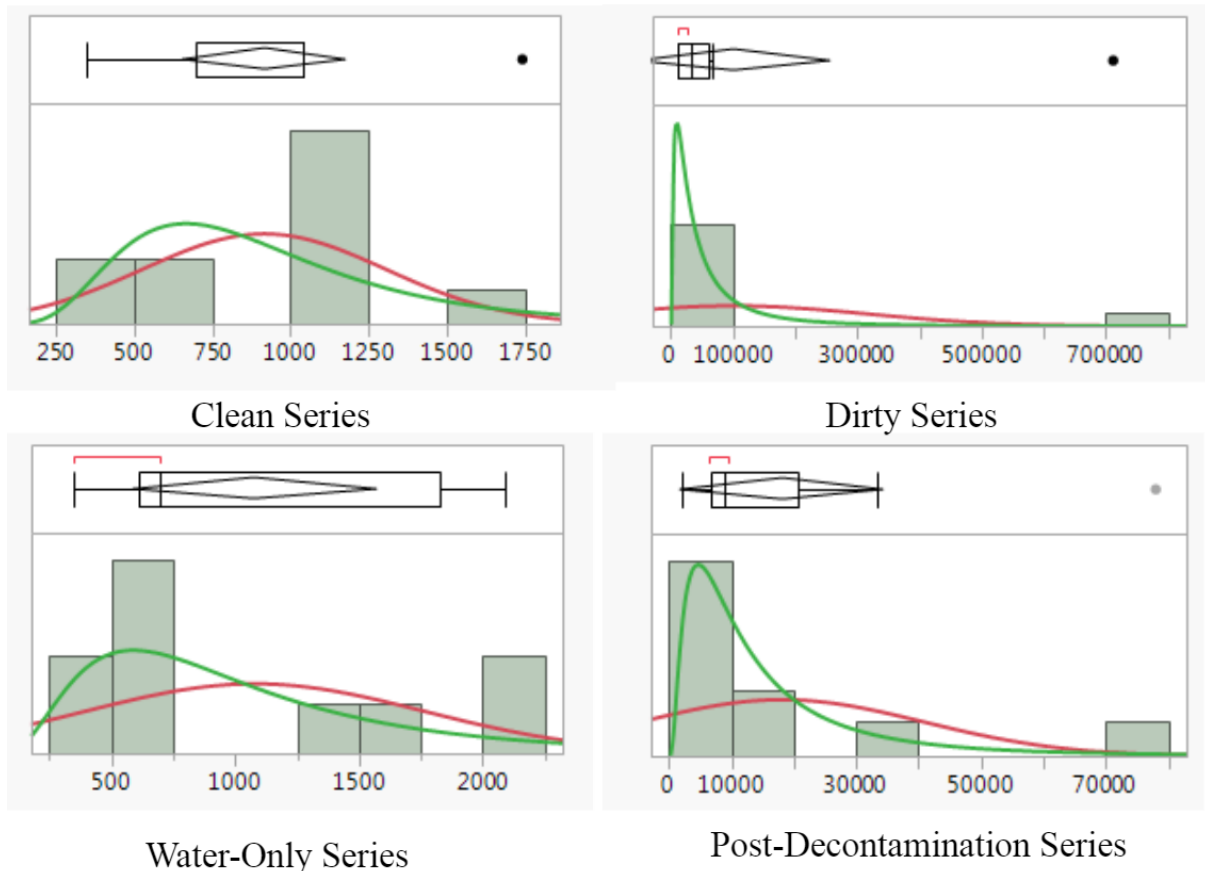 250 500 750 1000 1250 1500 1750
Clean Series
0 100000 300000 500000 700000
Dirty Series
500 1000 1500 2000
Water-Only Series
0 10000 30000 50000 70000
Post-Decontamination Series